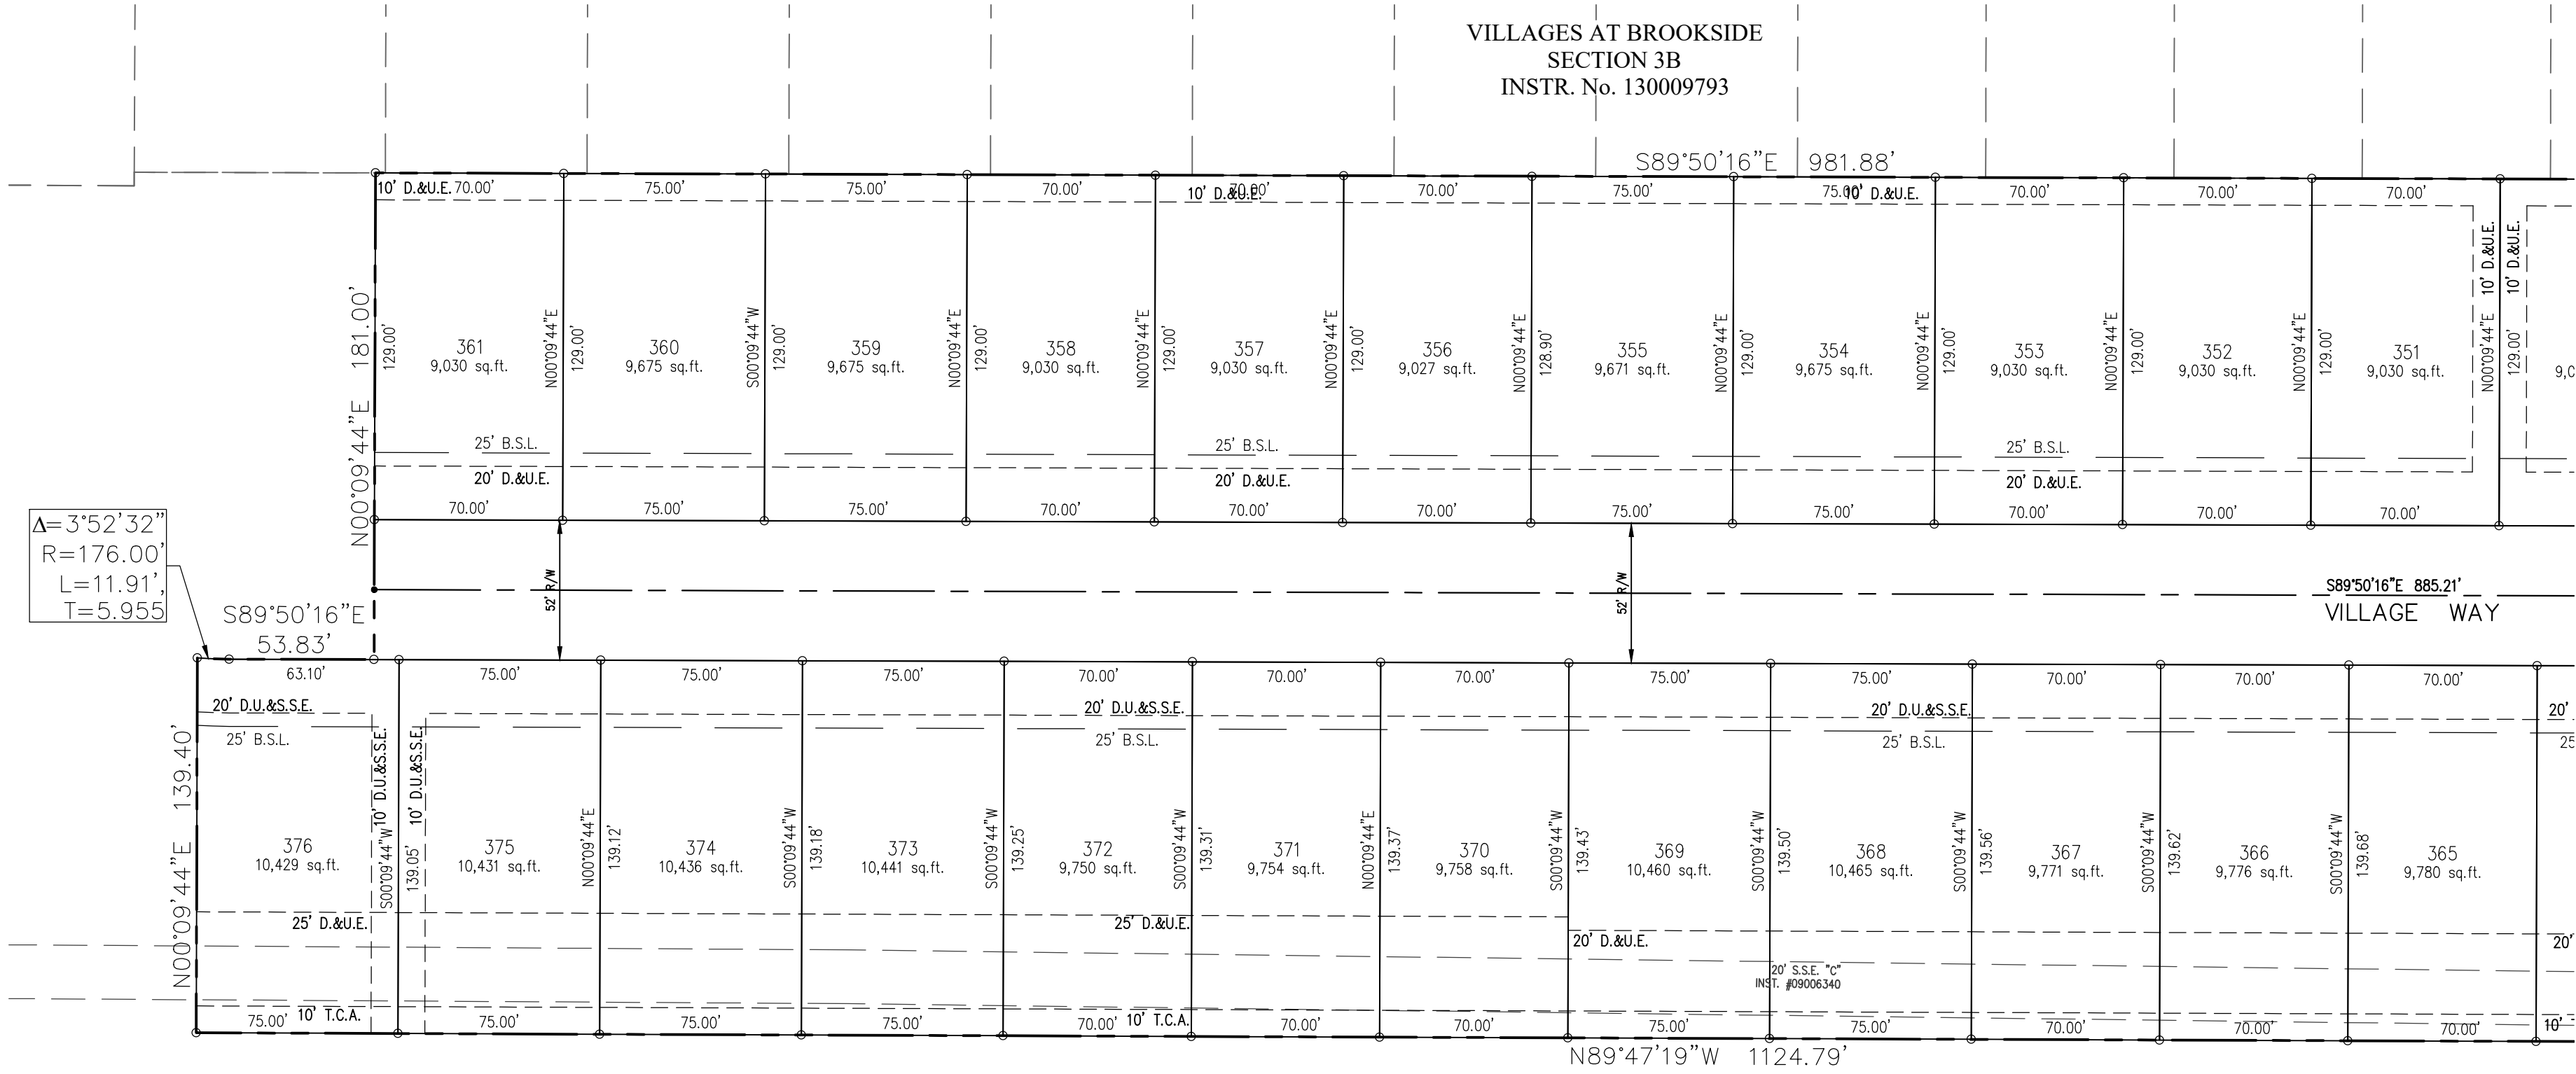 VILLAGES AT BROOKSIDE
SECTION 3B
INSTR. No. 130009793
S89°50'16"E 981.88'
10' D.&U.E. 70.00' 75.00' 75.00' 70.00' 70.00' 70.00' 75.00' 75.00' 70.00' 70.00' 70.00'
10' D.&U.E. 10' D.&U.E.
10' D.&U.E. 10' D.&U.E.
N00°09'44"E 181.00'
129.00'
361
9,030 sq.ft.
N00°09'44"E
129.00'
360
9,675 sq.ft.
S00°09'44"W
129.00'
359
9,675 sq.ft.
N00°09'44"E
129.00'
358
9,030 sq.ft.
N00°09'44"E
129.00'
357
9,030 sq.ft.
N00°09'44"E
129.00'
356
9,027 sq.ft.
N00°09'44"E
128.90'
355
9,671 sq.ft.
N00°09'44"E
129.00'
354
9,675 sq.ft.
N00°09'44"E
129.00'
353
9,030 sq.ft.
N00°09'44"E
129.00'
352
9,030 sq.ft.
N00°09'44"E
129.00'
351
9,030 sq.ft.
N00°09'44"E
129.00'
25' B.S.L. 25' B.S.L. 25' B.S.L.
20' D.&U.E. 20' D.&U.E. 20' D.&U.E.
70.00' 75.00' 75.00' 70.00' 70.00' 70.00' 75.00' 75.00' 70.00' 70.00' 70.00'
Δ=3°52'32"
R=176.00'
L=11.91',
T=5.955
52' R/W 52' R/W
S89°50'16"E 885.21'
VILLAGE WAY
S89°50'16"E
53.83'
63.10' 75.00' 75.00' 75.00' 70.00' 70.00' 70.00' 75.00' 75.00' 70.00' 70.00' 70.00'
20' D.U.&S.S.E. 20' D.U.&S.S.E. 20' D.U.&S.S.E. 20'
25' B.S.L. 25' B.S.L. 25' B.S.L. 25
10' D.U.&S.S.E. 10' D.U.&S.S.E.
N00°09'44"E 139.40'
376
10,429 sq.ft.
S00°09'44"W
139.05'
375
10,431 sq.ft.
N00°09'44"E
139.12'
374
10,436 sq.ft.
S00°09'44"W
139.18'
373
10,441 sq.ft.
S00°09'44"W
139.25'
372
9,750 sq.ft.
S00°09'44"W
139.31'
371
9,754 sq.ft.
N00°09'44"E
139.37'
370
9,758 sq.ft.
S00°09'44"W
139.43'
369
10,460 sq.ft.
S00°09'44"W
139.50'
368
10,465 sq.ft.
S00°09'44"W
139.56'
367
9,771 sq.ft.
S00°09'44"W
139.62'
366
9,776 sq.ft.
S00°09'44"W
139.68'
365
9,780 sq.ft.
25' D.&U.E. 25' D.&U.E.
20' D.&U.E. 20'
20' S.S.E. "C"
INST. #09006340
75.00' 10' T.C.A. 75.00' 75.00' 75.00' 70.00' 10' T.C.A. 70.00' 70.00' 75.00' 75.00' 70.00' 70.00' 70.00' 10'
N89°47'19"W 1124.79'